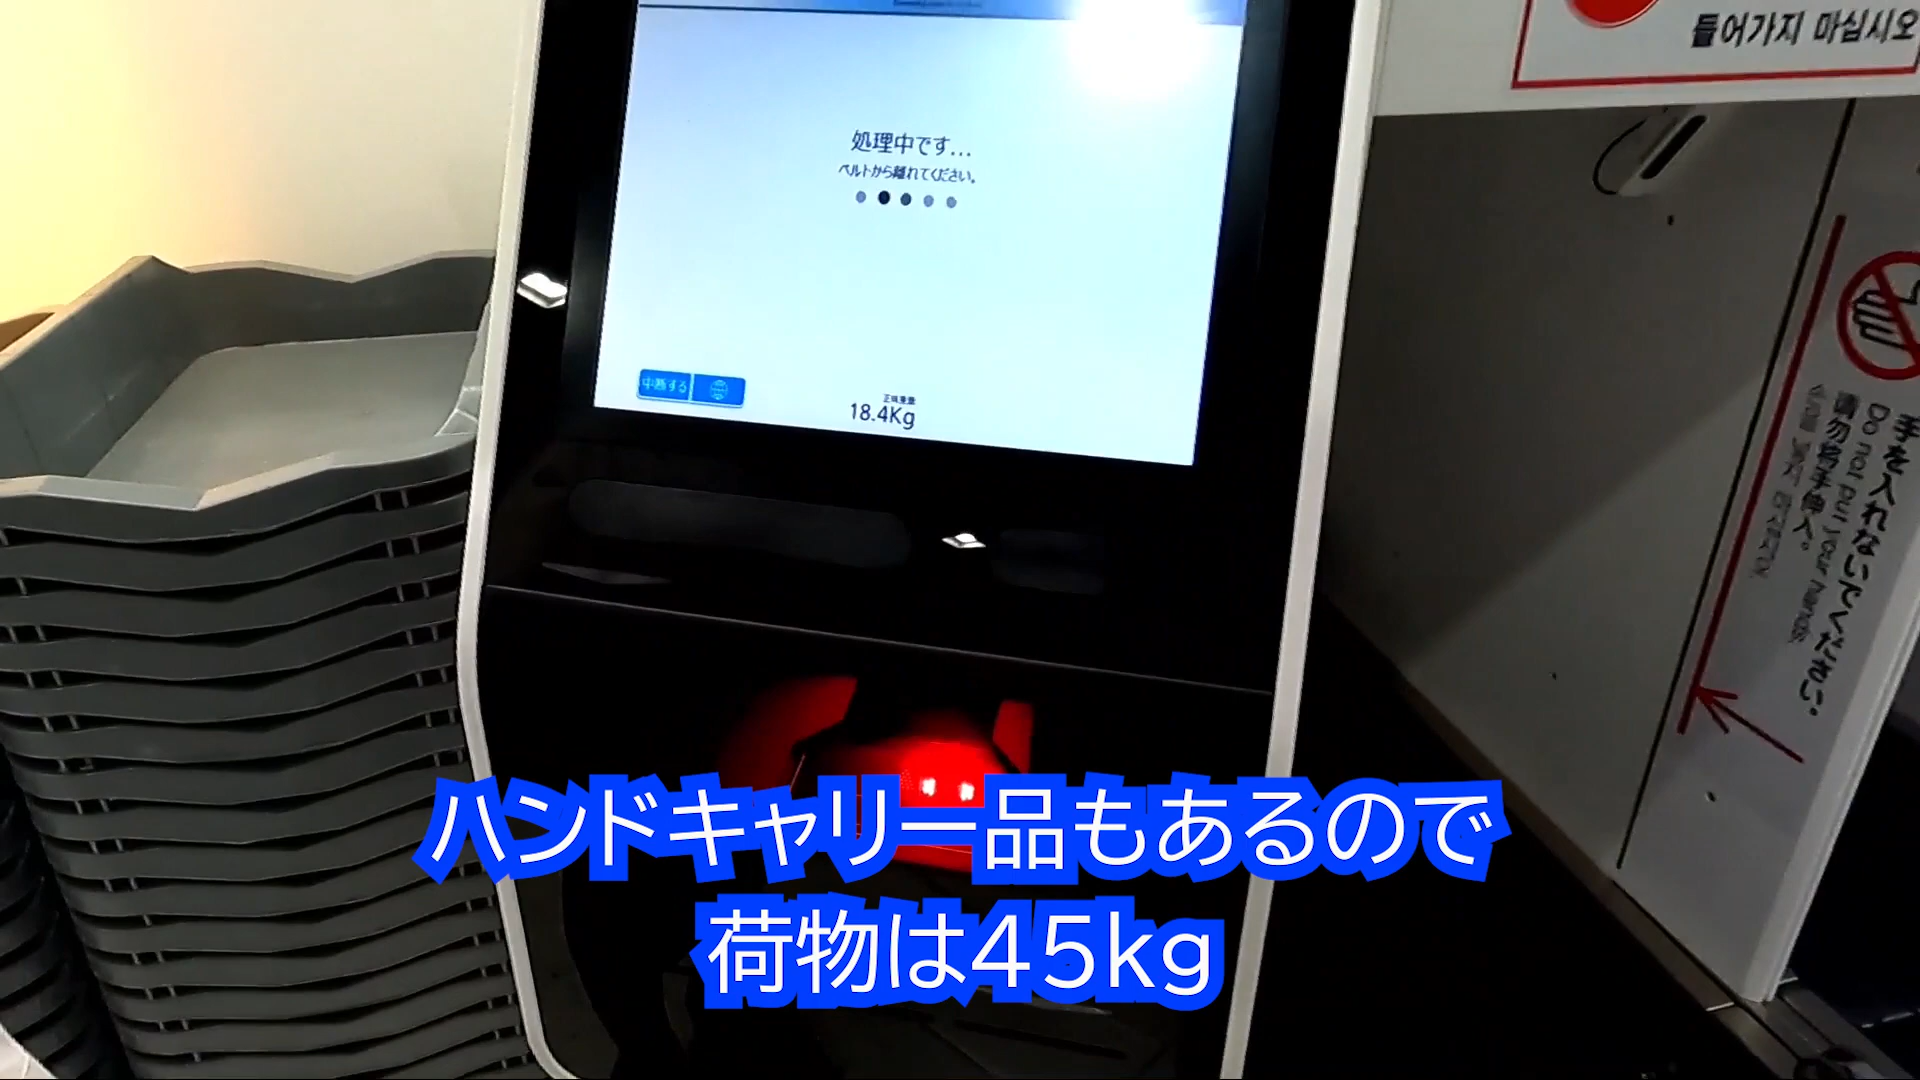 들어가지 마십시오
処理中です...
ベルトから離れてください。
中断する
正味重量
18.4Kg
手を入れないでください。
Do not put your hands
請勿将手伸入。
ハンドキャリー品もあるので
荷物は45kg